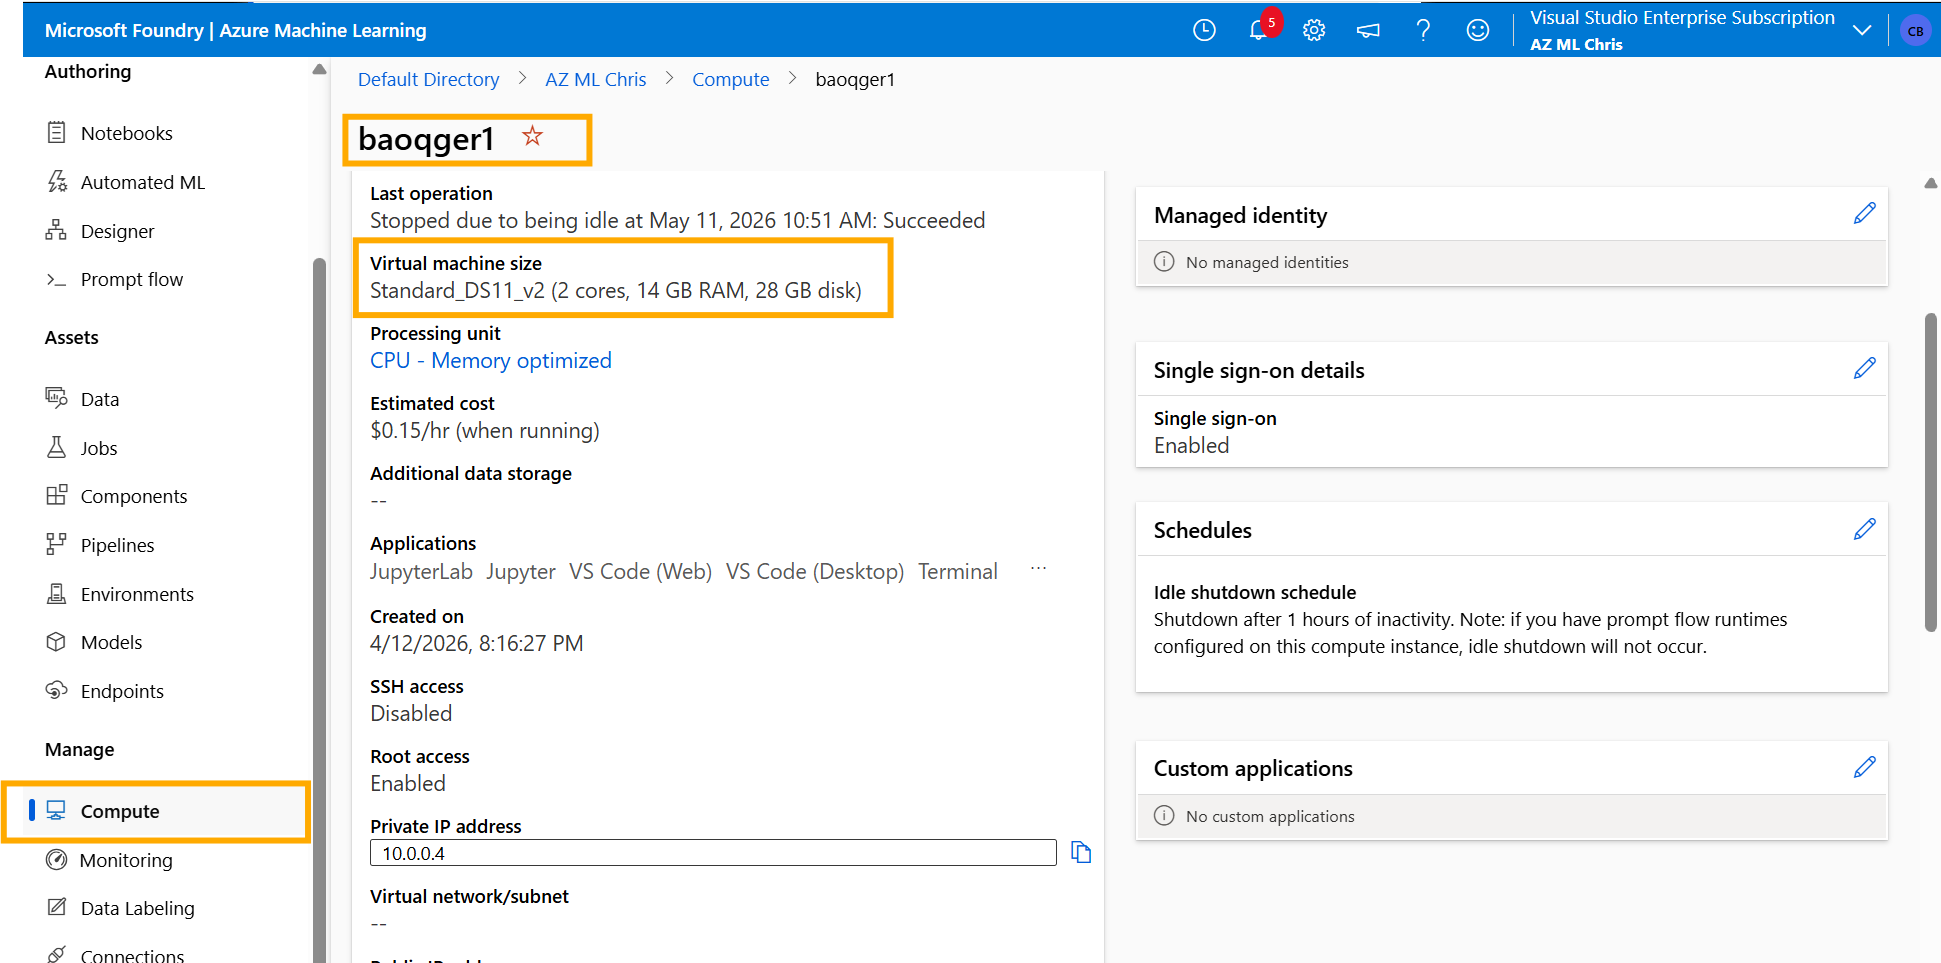 Microsoft Foundry | Azure Machine Learning
5
Visual Studio Enterprise Subscription
AZ ML Chris
CB
Authoring
Notebooks
Automated ML
Designer
Prompt flow
Assets
Data
Jobs
Components
Pipelines
Environments
Models
Endpoints
Manage
Compute
Monitoring
Data Labeling
Connections
Default Directory > AZ ML Chris > Compute > baoqger1
baoqger1
Last operation
Stopped due to being idle at May 11, 2026 10:51 AM: Succeeded
Virtual machine size
Standard_DS11_v2 (2 cores, 14 GB RAM, 28 GB disk)
Processing unit
CPU - Memory optimized
Estimated cost
$0.15/hr (when running)
Additional data storage
--
Applications
JupyterLab Jupyter VS Code (Web) VS Code (Desktop) Terminal ...
Created on
4/12/2026, 8:16:27 PM
SSH access
Disabled
Root access
Enabled
Private IP address
10.0.0.4
Virtual network/subnet
--
Managed identity
No managed identities
Single sign-on details
Single sign-on
Enabled
Schedules
Idle shutdown schedule
Shutdown after 1 hours of inactivity. Note: if you have prompt flow runtimes
configured on this compute instance, idle shutdown will not occur.
Custom applications
No custom applications